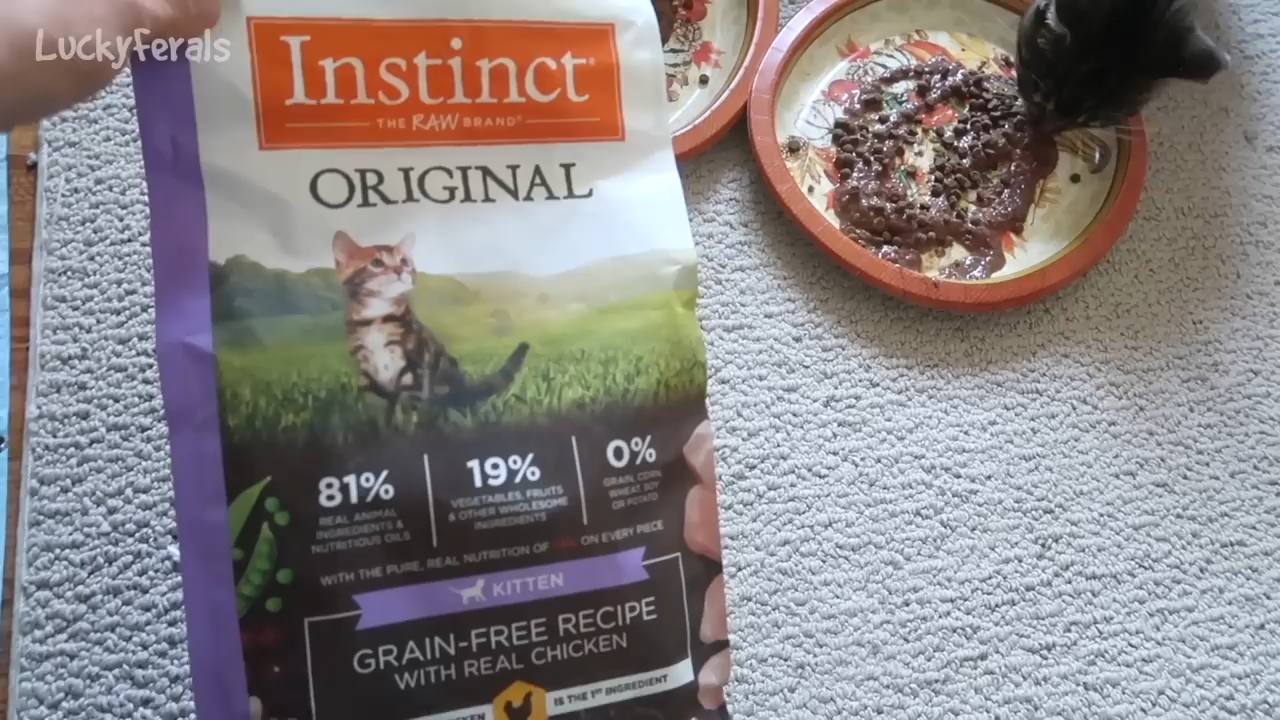 LuckyFerals
Instinct
THE RAW BRAND®
ORIGINAL
81%
REAL ANIMAL
INGREDIENTS &
NUTRITIOUS OILS
19%
VEGETABLES, FRUITS
& OTHER WHOLESOME
INGREDIENTS
0%
GRAIN, CORN,
WHEAT, SOY
OR POTATO
WITH THE PURE, REAL NUTRITION OF ON EVERY PIECE
KITTEN
GRAIN-FREE RECIPE
WITH REAL CHICKEN
IS THE 1ST INGREDIENT